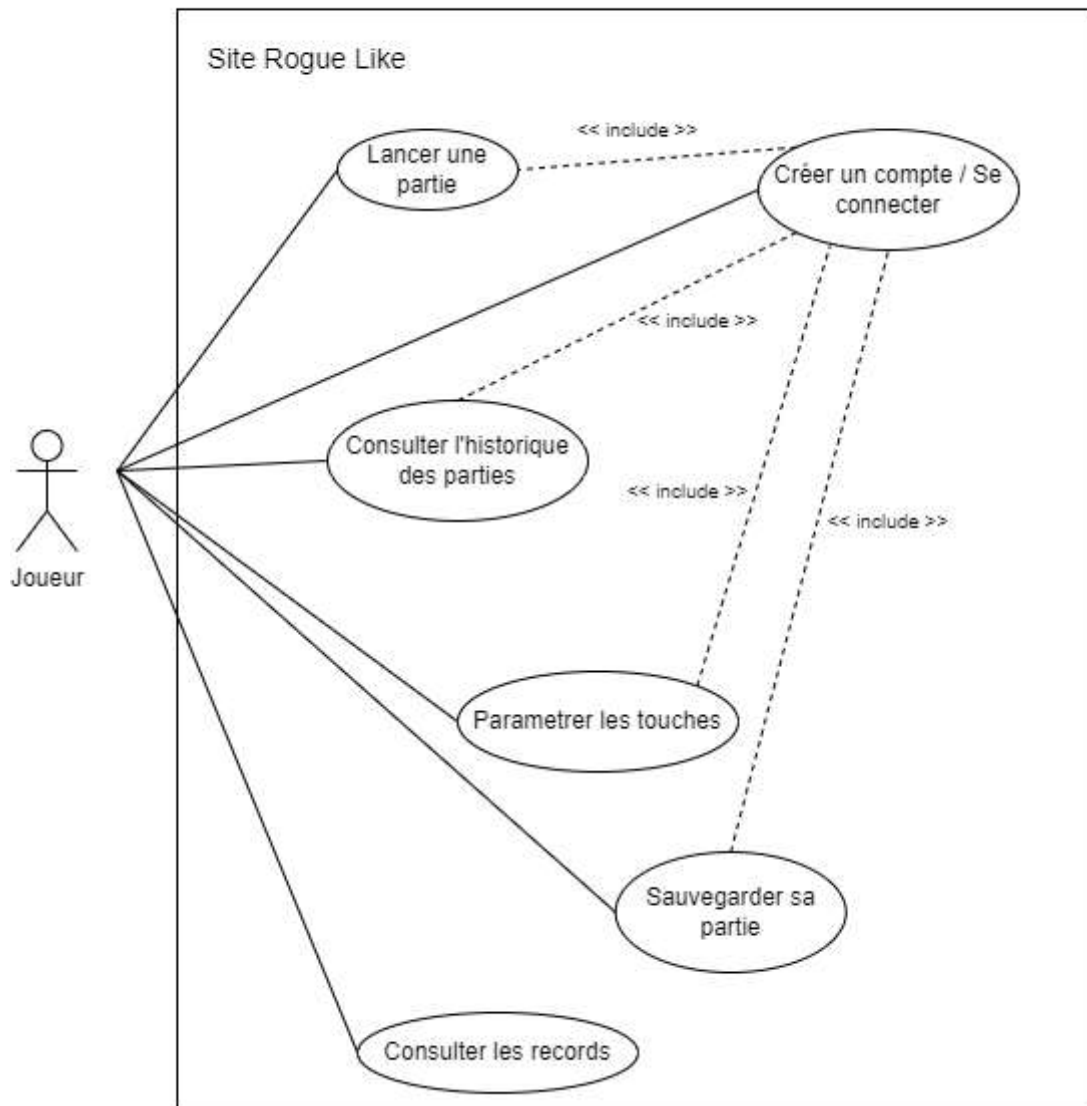 Site Rogue Like
<< include >>
Lancer une
partie
Créer un compte / Se
connecter
<< include >>
Consulter l'historique
des parties
<< include >>
<< include >>
Joueur
Parametrer les touches
Sauvegarder sa
partie
Consulter les records